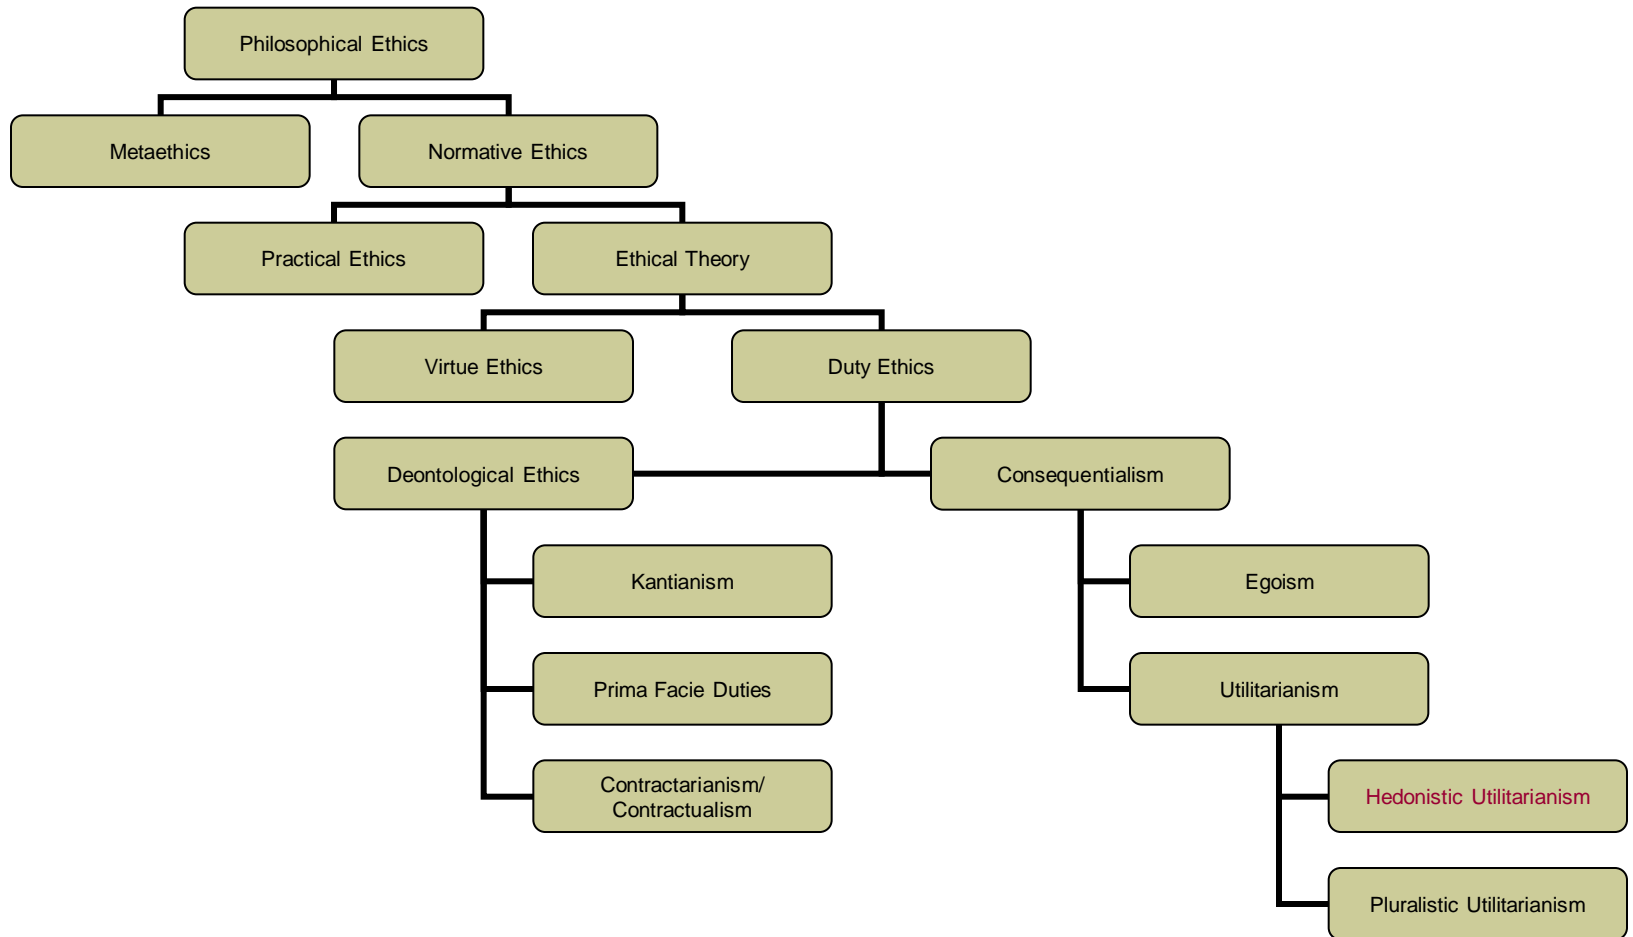 Philosophical Ethics
Metaethics
Normative Ethics
Practical Ethics
Ethical Theory
Virtue Ethics
Duty Ethics
Deontological Ethics
Consequentialism
Kantianism
Egoism
Prima Facie Duties
Utilitarianism
Contractarianism/
Contractualism
Hedonistic Utilitarianism
Pluralistic Utilitarianism